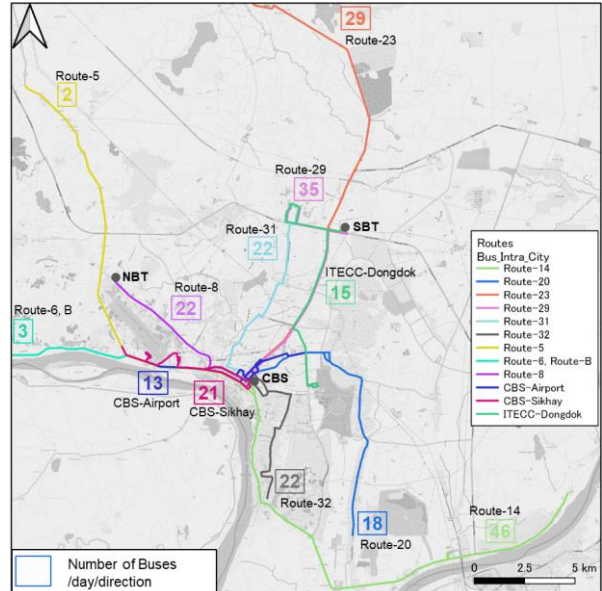 29
Route-23
Route-5
2
Route-29
35
Route-31
22
SBT
ITECC-Dongdok
15
NBT
Route-8
22
Route-6, B
3
13
CBS-Airport
21
CBS-Sikhay
CBS
22
Route-32
18
Route-20
Route-14
46
Routes
Bus_Intra_City
Route-14
Route-20
Route-23
Route-29
Route-31
Route-32
Route-5
Route-6, Route-B
Route-8
CBS-Airport
CBS-Sikhay
ITECC-Dongdok
Number of Buses
/day/direction
0 2.5 5 km